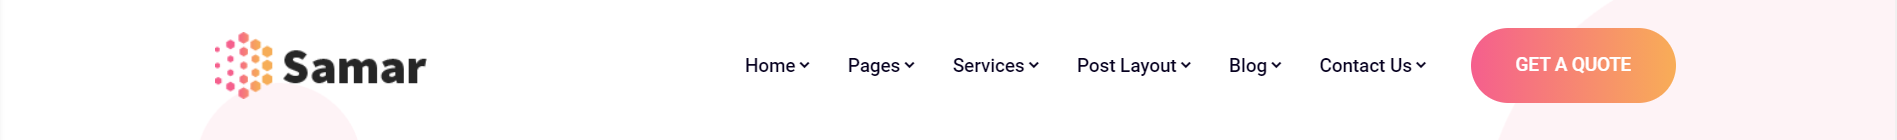 Samar Home Pages Services Post Layout Blog Contact Us GET A QUOTE